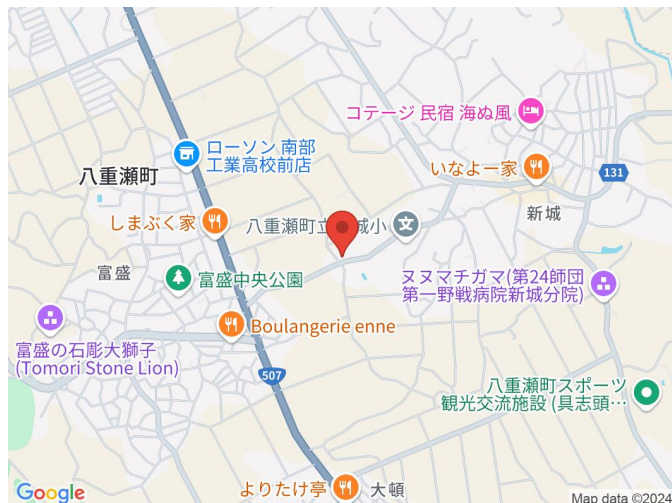 コテージ 民宿 海ぬ風
ローソン 南部
工業高校前店
八重瀬町
いなよー家
131
しまぶく家
八重瀬町立
城小
新城
富盛
富盛中央公園
ヌヌマチガマ(第24師団
第一野戦病院新城分院)
Boulangerie enne
富盛の石彫大獅子
(Tomori Stone Lion)
507
八重瀬町スポーツ
観光交流施設 (具志頭…
よりたけ亭
大頓
Google
Map data ©2024